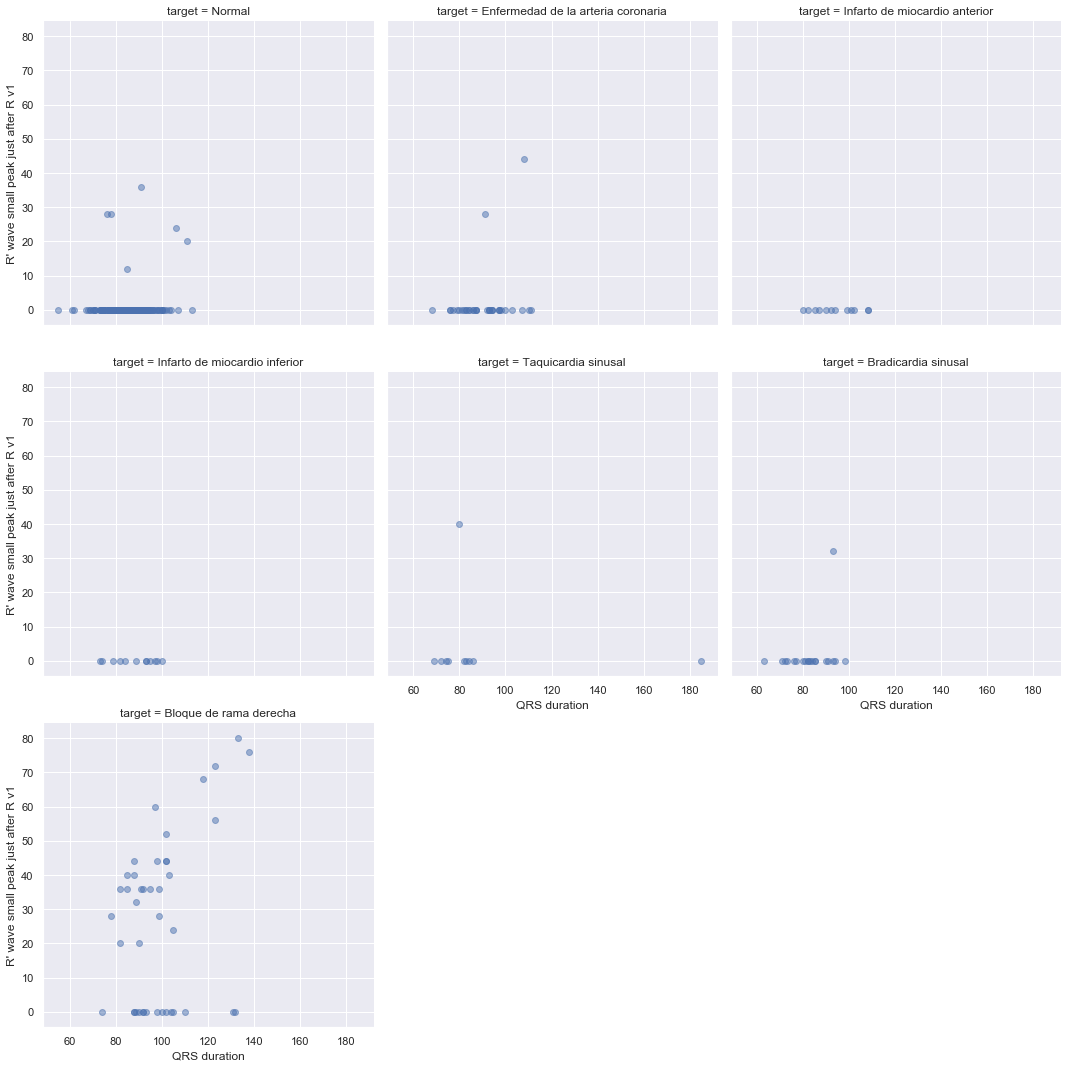 target = Normal
target = Enfermedad de la arteria coronaria
target = Infarto de miocardio anterior
R' wave small peak just after R v1
80
70
60
50
40
30
20
10
0
target = Infarto de miocardio inferior
target = Taquicardia sinusal
target = Bradicardia sinusal
R' wave small peak just after R v1
80
70
60
50
40
30
20
10
0
60 80 100 120 140 160 180
QRS duration
60 80 100 120 140 160 180
QRS duration
target = Bloque de rama derecha
R' wave small peak just after R v1
80
70
60
50
40
30
20
10
0
60 80 100 120 140 160 180
QRS duration